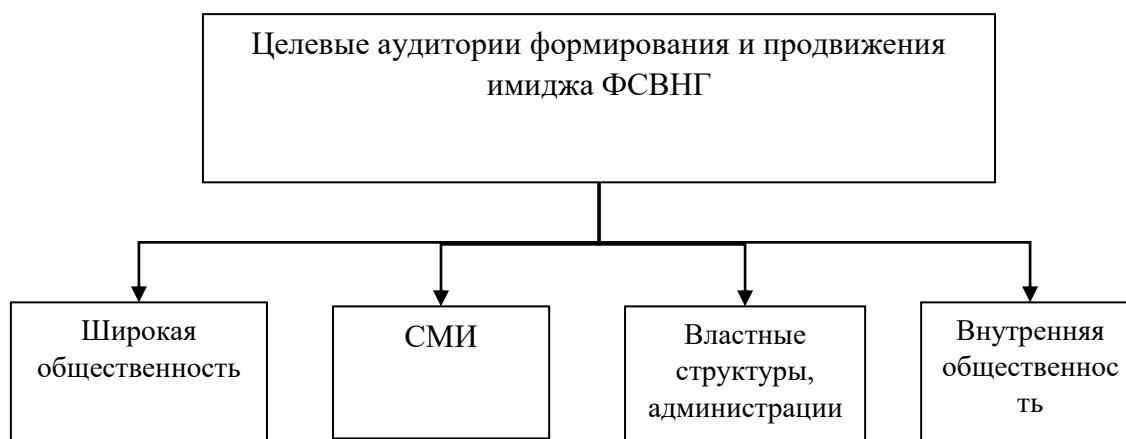 Целевые аудитории формирования и продвижения
имиджа ФСВНГ
Широкая
общественность
СМИ
Властные
структуры,
администрации
Внутренняя
общественнос
ть